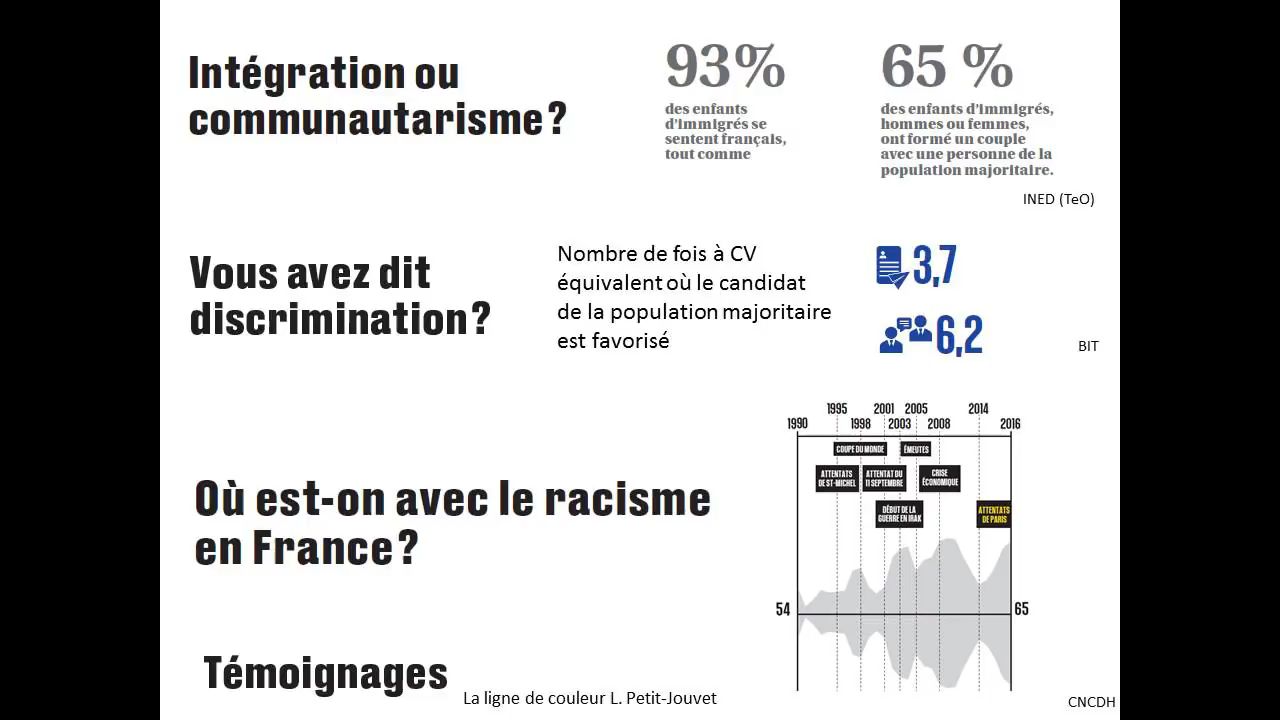 Intégration ou
communautarisme ?
93%
des enfants
d'immigrés se
sentent français,
tout comme
65 %
des enfants d'immigrés,
hommes ou femmes,
ont formé un couple
avec une personne de la
population majoritaire.
INED (TeO)
Vous avez dit
discrimination ?
Nombre de fois à CV
équivalent où le candidat
de la population majoritaire
est favorisé
3,7
6,2
BIT
Où est-on avec le racisme
en France ?
1995 2001 2005 2014
1990 1998 2003 2008 2016
COUPE DU MONDE
ÉMEUTES
ATTENTATS
DE ST-MICHEL
ATTENTAT DU
11 SEPTEMBRE
CRISE
ÉCONOMIQUE
DÉBUT DE LA
GUERRE EN IRAK
ATTENTATS
DE PARIS
54
65
Témoignages
La ligne de couleur L. Petit-Jouvet
CNCDH